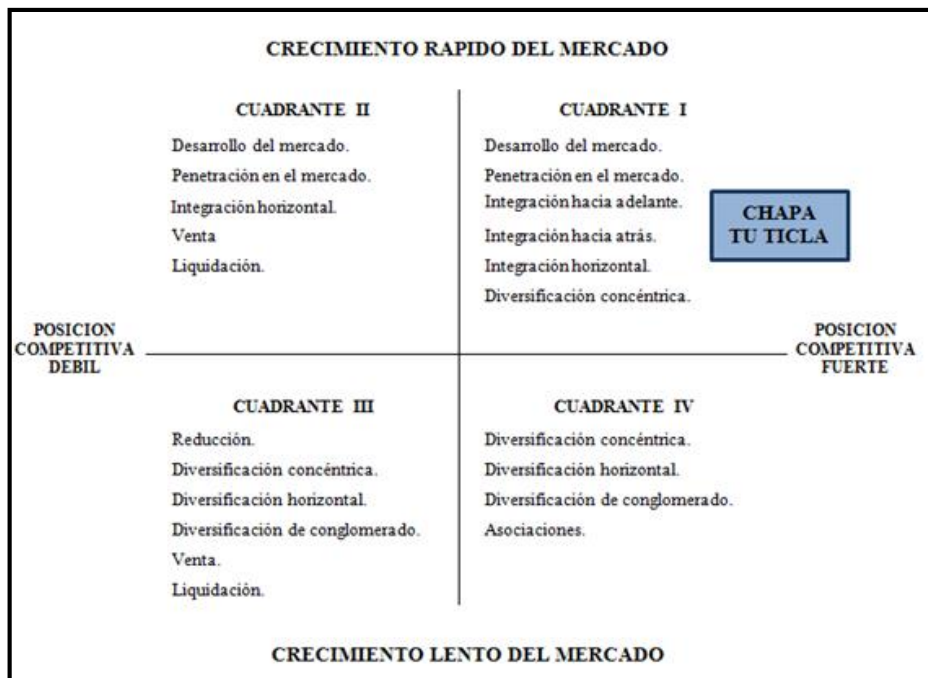 CRECIMIENTO RAPIDO DEL MERCADO
CUADRANTE II
Desarrollo del mercado.
Penetración en el mercado.
Integración horizontal.
Venta
Liquidación.
CUADRANTE I
Desarrollo del mercado.
Penetración en el mercado.
Integración hacia adelante.
Integración hacia atrás.
Integración horizontal.
Diversificación concéntrica.
CHAPA
TU TICLA
POSICION
COMPETITIVA
DEBIL
POSICION
COMPETITIVA
FUERTE
CUADRANTE III
Reducción.
Diversificación concéntrica.
Diversificación horizontal.
Diversificación de conglomerado.
Venta.
Liquidación.
CUADRANTE IV
Diversificación concéntrica.
Diversificación horizontal.
Diversificación de conglomerado.
Asociaciones.
CRECIMIENTO LENTO DEL MERCADO